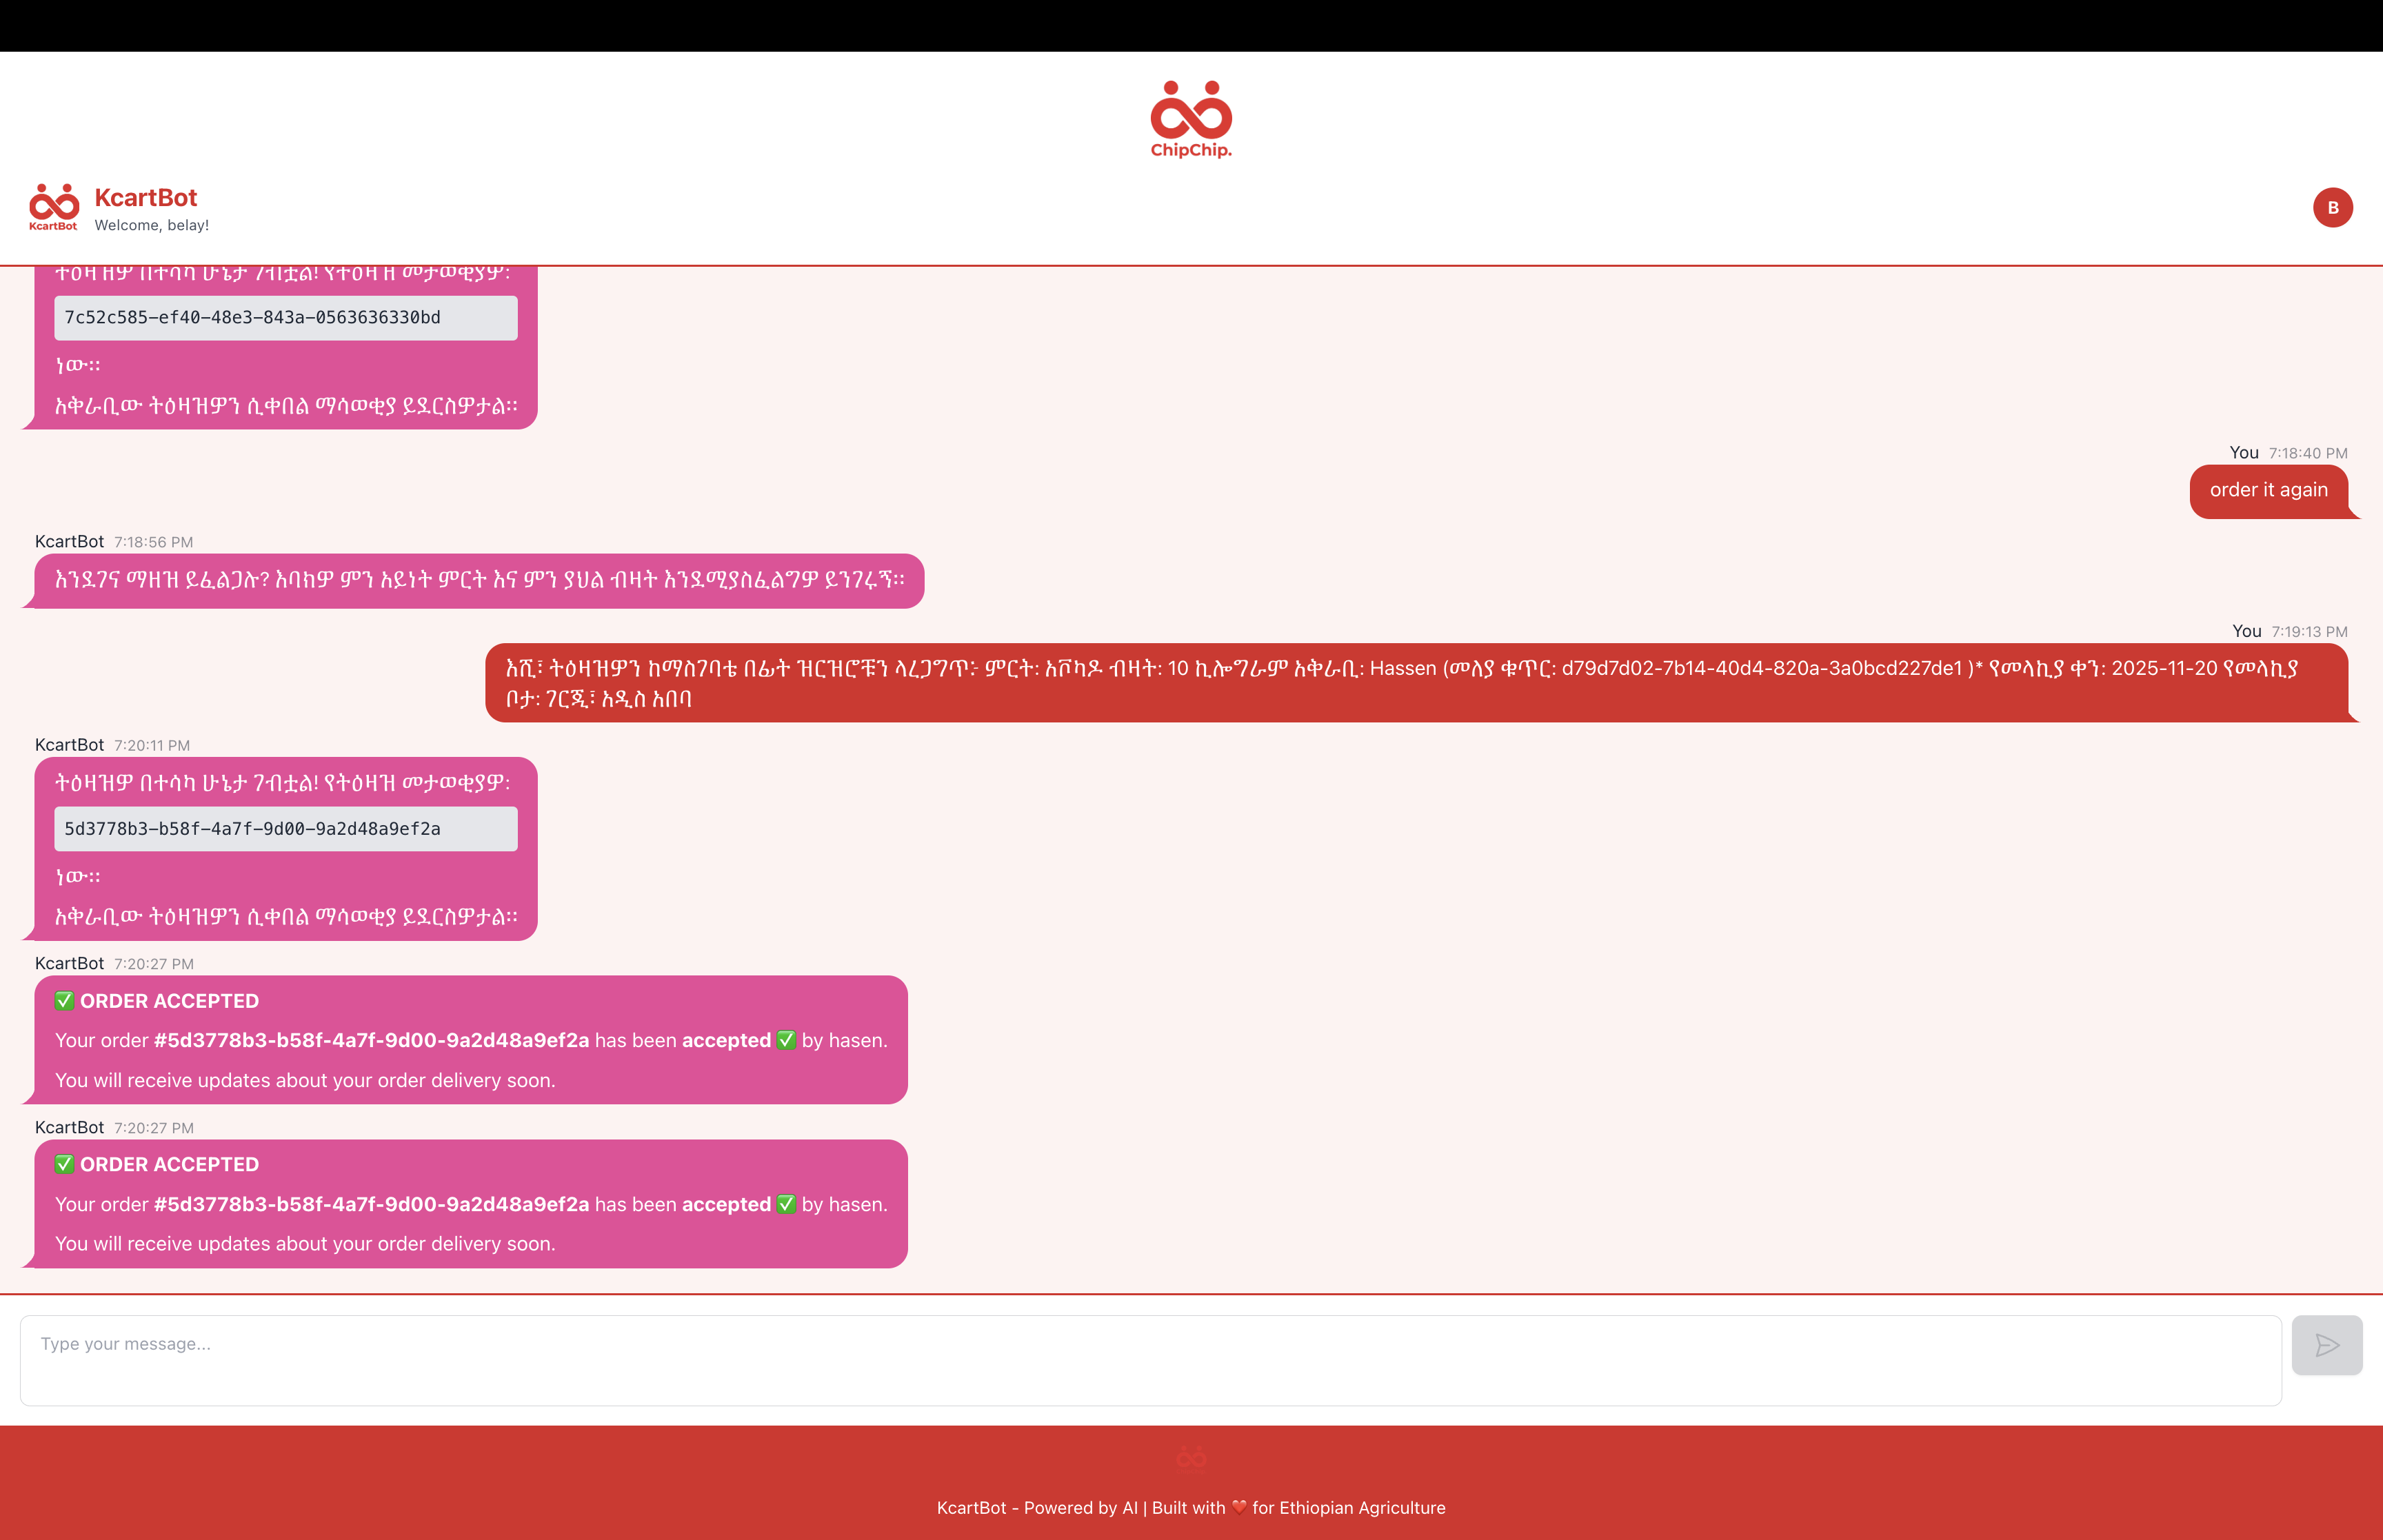 ChipChip.
KcartBot
KcartBot
Welcome, belay!
B
ትዕዛዝዎ በተሳካ ሁኔታ ገብቷል! የትዕዛዝ መታወቂያዎ:
7c52c585-ef40-48e3-843a-0563636330bd
ነው።
አቅራቢው ትዕዛዝዎን ሲቀበል ማሳወቂያ ይደርስዎታል።
You 7:18:40 PM
order it again
KcartBot 7:18:56 PM
እንደገና ማዘዝ ይፈልጋሉ? እባክዎ ምን አይነት ምርት እና ምን ያህል ብዛት እንደሚያስፈልግዎ ይንገሩኝ።
You 7:19:13 PM
እሺ፣ ትዕዛዝዎን ከማስገባቴ በፊት ዝርዝሮቹን ላረጋግጥ፦ ምርት: አቮካዶ ብዛት: 10 ኪሎግራም አቅራቢ: Hassen (መለያ ቁጥር: d79d7d02-7b14-40d4-820a-3a0bcd227de1 )* የመላኪያ ቀን: 2025-11-20 የመላኪያ
ቦታ: ገርጂ፣ አዲስ አበባ
KcartBot 7:20:11 PM
ትዕዛዝዎ በተሳካ ሁኔታ ገብቷል! የትዕዛዝ መታወቂያዎ:
5d3778b3-b58f-4a7f-9d00-9a2d48a9ef2a
ነው።
አቅራቢው ትዕዛዝዎን ሲቀበል ማሳወቂያ ይደርስዎታል።
KcartBot 7:20:27 PM
✅ ORDER ACCEPTED
Your order #5d3778b3-b58f-4a7f-9d00-9a2d48a9ef2a has been accepted ✅ by hasen.
You will receive updates about your order delivery soon.
KcartBot 7:20:27 PM
✅ ORDER ACCEPTED
Your order #5d3778b3-b58f-4a7f-9d00-9a2d48a9ef2a has been accepted ✅ by hasen.
You will receive updates about your order delivery soon.
Type your message...
KcartBot - Powered by AI | Built with ❤️ for Ethiopian Agriculture